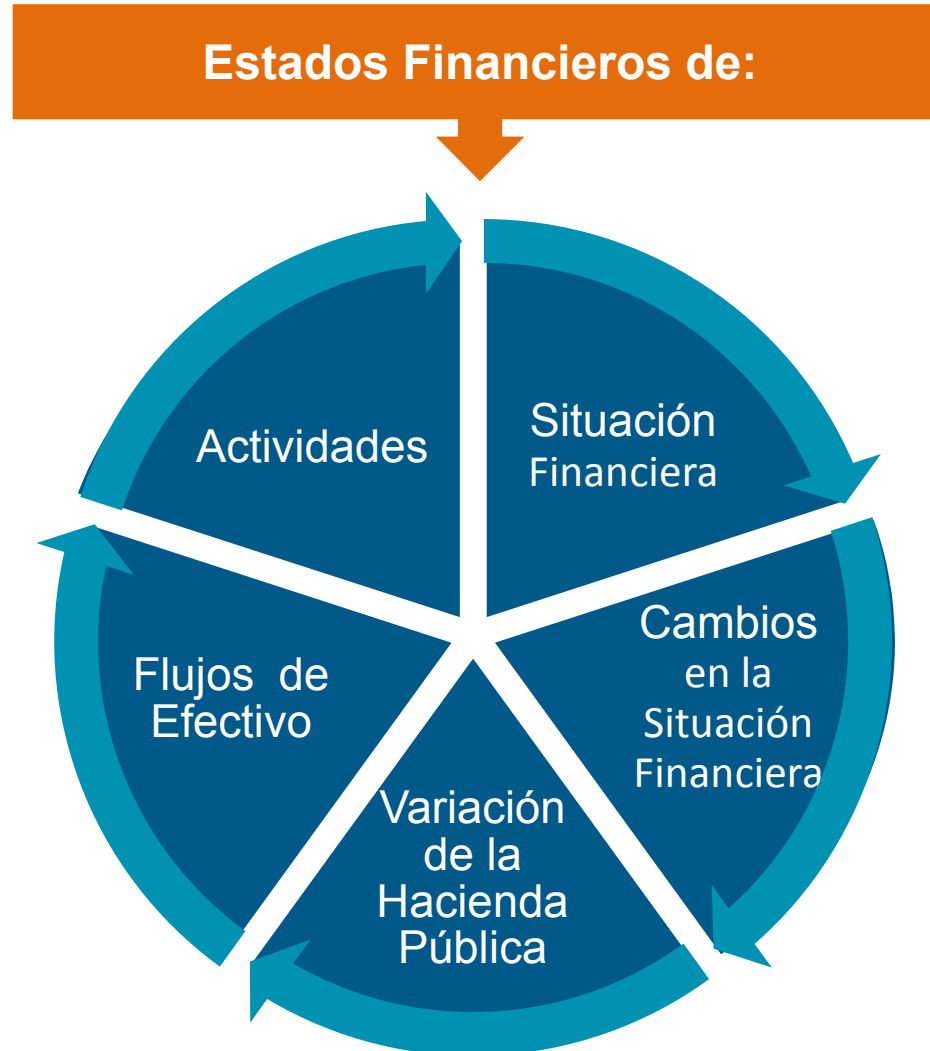 Estados Financieros de:
Situación
Financiera
Cambios
en la
Situación
Financiera
Variación
de la
Hacienda
Pública
Flujos de
Efectivo
Actividades